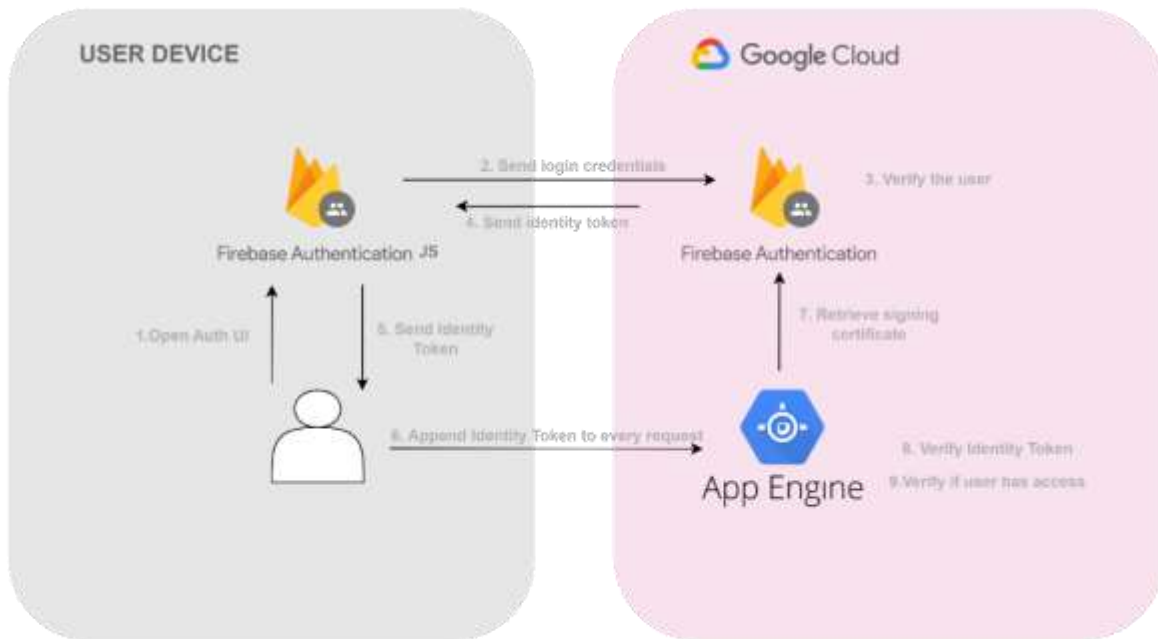 USER DEVICE
Google Cloud
2. Send login credentials
3. Verify the user
4. Send identity token
Firebase Authentication JS
Firebase Authentication
1.Open Auth UI
5. Send Identity
Token
7. Retrieve signing
certificate
6. Append Identity Token to every request
8. Verify Identity Token
App Engine
9.Verify if user has access